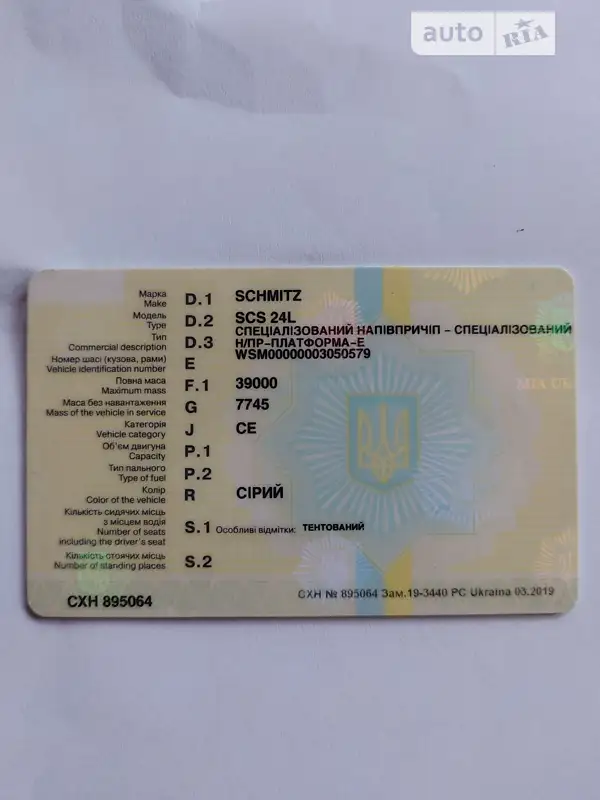 auto RIA
Марка
Make
D.1 SCHMITZ
Модель
Type
D.2 SCS 24L
Тип
Commercial description
D.3 СПЕЦІАЛІЗОВАНИЙ НАПІВПРИЧІП – СПЕЦІАЛІЗОВАНИЙ
Н/ПР-ПЛАТФОРМА-Е
Номер шасі (кузова, рами)
Vehicle identification number
E WSM00000003050579
Повна маса
Maximum mass
F.1 39000
Маса без навантаження
Mass of the vehicle in service
G 7745
Категорія
Vehicle category
J CE
Об'єм двигуна
Capacity
P.1
Тип пального
Type of fuel
P.2
Колір
Color of the vehicle
R СІРИЙ
Кількість сидячих місць
з місцем водія
Number of seats
including the driver's seat
S.1 Особливі відмітки: ТЕНТОВАНИЙ
Кількість стоячих місць
Number of standing places
S.2
СХН 895064
СХН № 895064 Зам.19-3440 РС Ukraina 03.2019